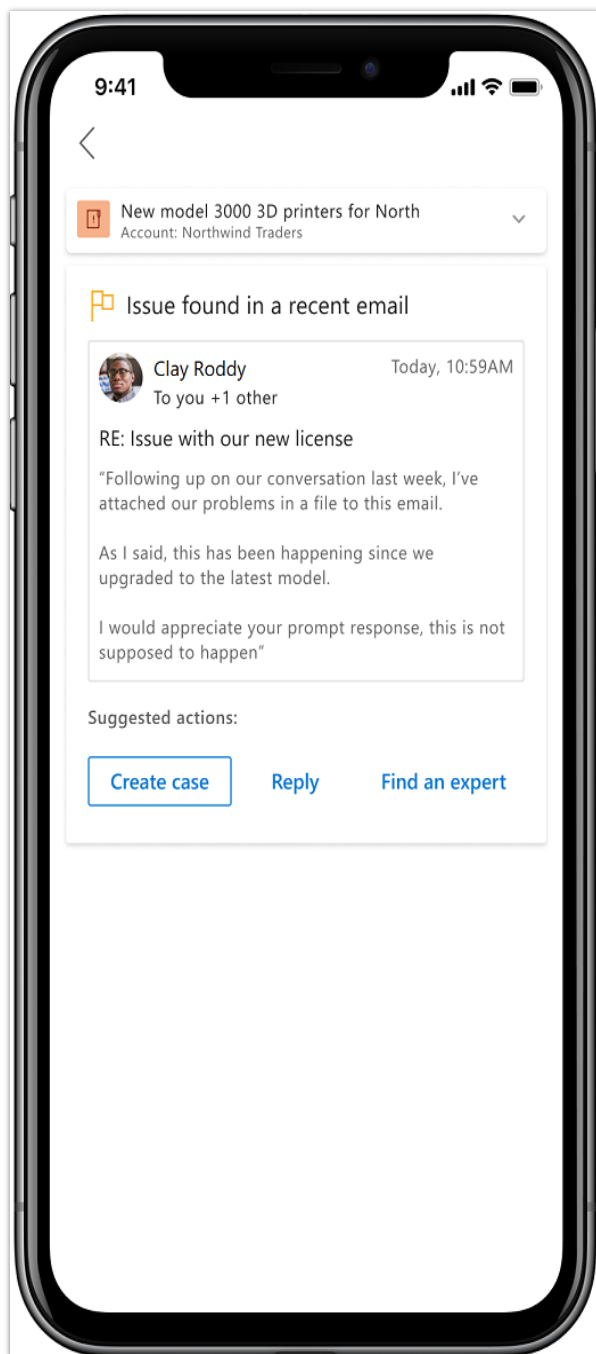 9:41
New model 3000 3D printers for North
Account: Northwind Traders
Issue found in a recent email
Clay Roddy
Today, 10:59AM
To you +1 other
RE: Issue with our new license
“Following up on our conversation last week, I’ve
attached our problems in a file to this email.
As I said, this has been happening since we
upgraded to the latest model.
I would appreciate your prompt response, this is not
supposed to happen”
Suggested actions:
Create case
Reply
Find an expert